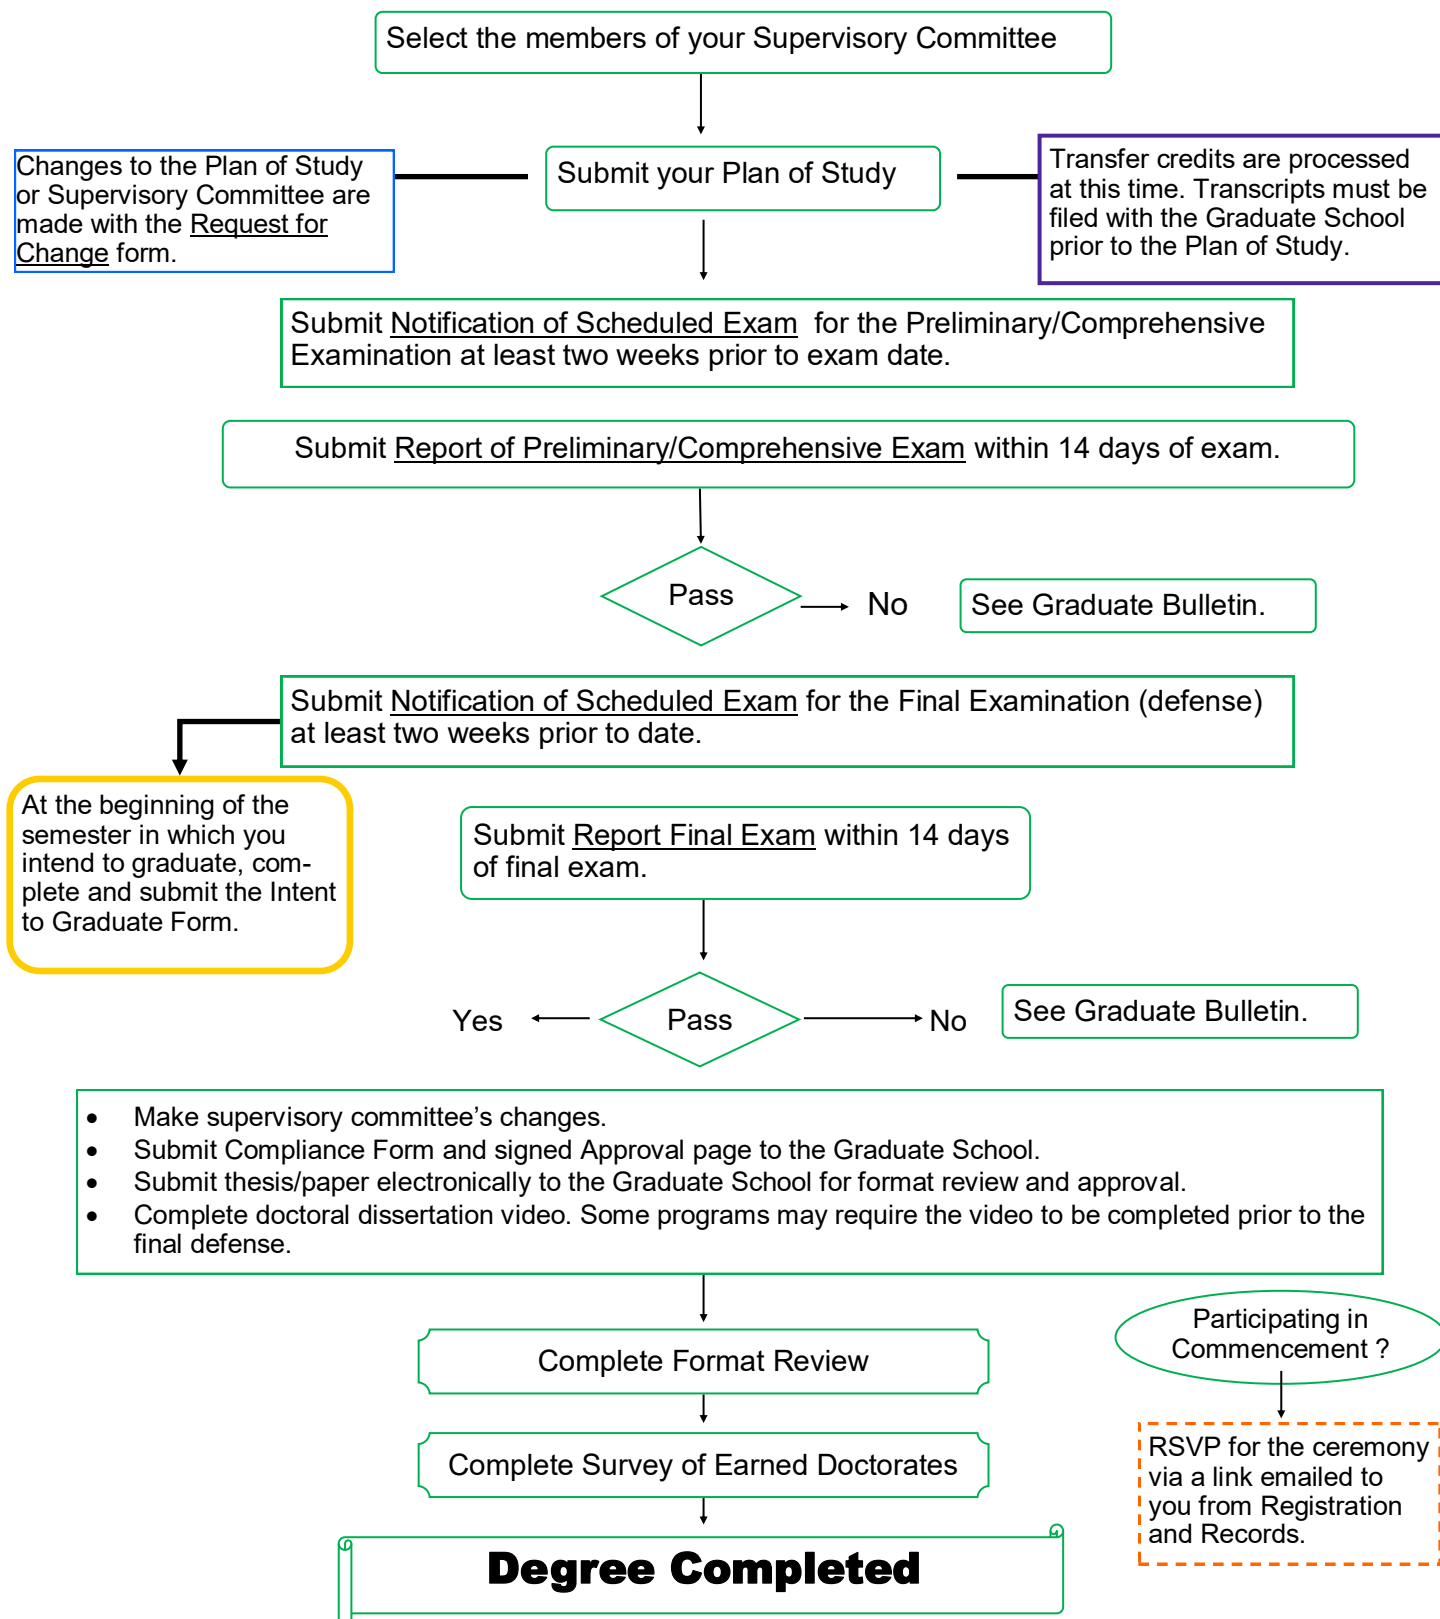 Select the members of your Supervisory Committee
Changes to the Plan of Study
or Supervisory Committee are
made with the Request for
Change form.
Submit your Plan of Study
Transfer credits are processed
at this time. Transcripts must be
filed with the Graduate School
prior to the Plan of Study.
Submit Notification of Scheduled Exam for the Preliminary/Comprehensive
Examination at least two weeks prior to exam date.
Submit Report of Preliminary/Comprehensive Exam within 14 days of exam.
Pass
No
See Graduate Bulletin.
Submit Notification of Scheduled Exam for the Final Examination (defense)
at least two weeks prior to date.
At the beginning of the
semester in which you
intend to graduate, com-
plete and submit the Intent
to Graduate Form.
Submit Report Final Exam within 14 days
of final exam.
Yes
Pass
No
See Graduate Bulletin.
• Make supervisory committee’s changes.
• Submit Compliance Form and signed Approval page to the Graduate School.
• Submit thesis/paper electronically to the Graduate School for format review and approval.
• Complete doctoral dissertation video. Some programs may require the video to be completed prior to the
final defense.
Complete Format Review
Participating in
Commencement ?
Complete Survey of Earned Doctorates
RSVP for the ceremony
via a link emailed to
you from Registration
and Records.
Degree Completed